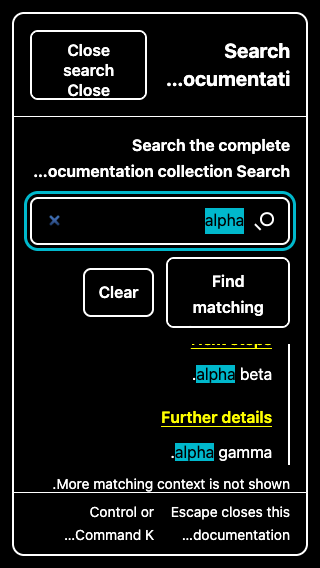 Search
...ocumentati
Close
search
Close
Search the complete
...ocumentation collection Search
alpha
Find
matching
Clear
alpha beta.
Further details
alpha gamma.
More matching context is not shown.
Escape closes this
...documentation
Control or
...Command K